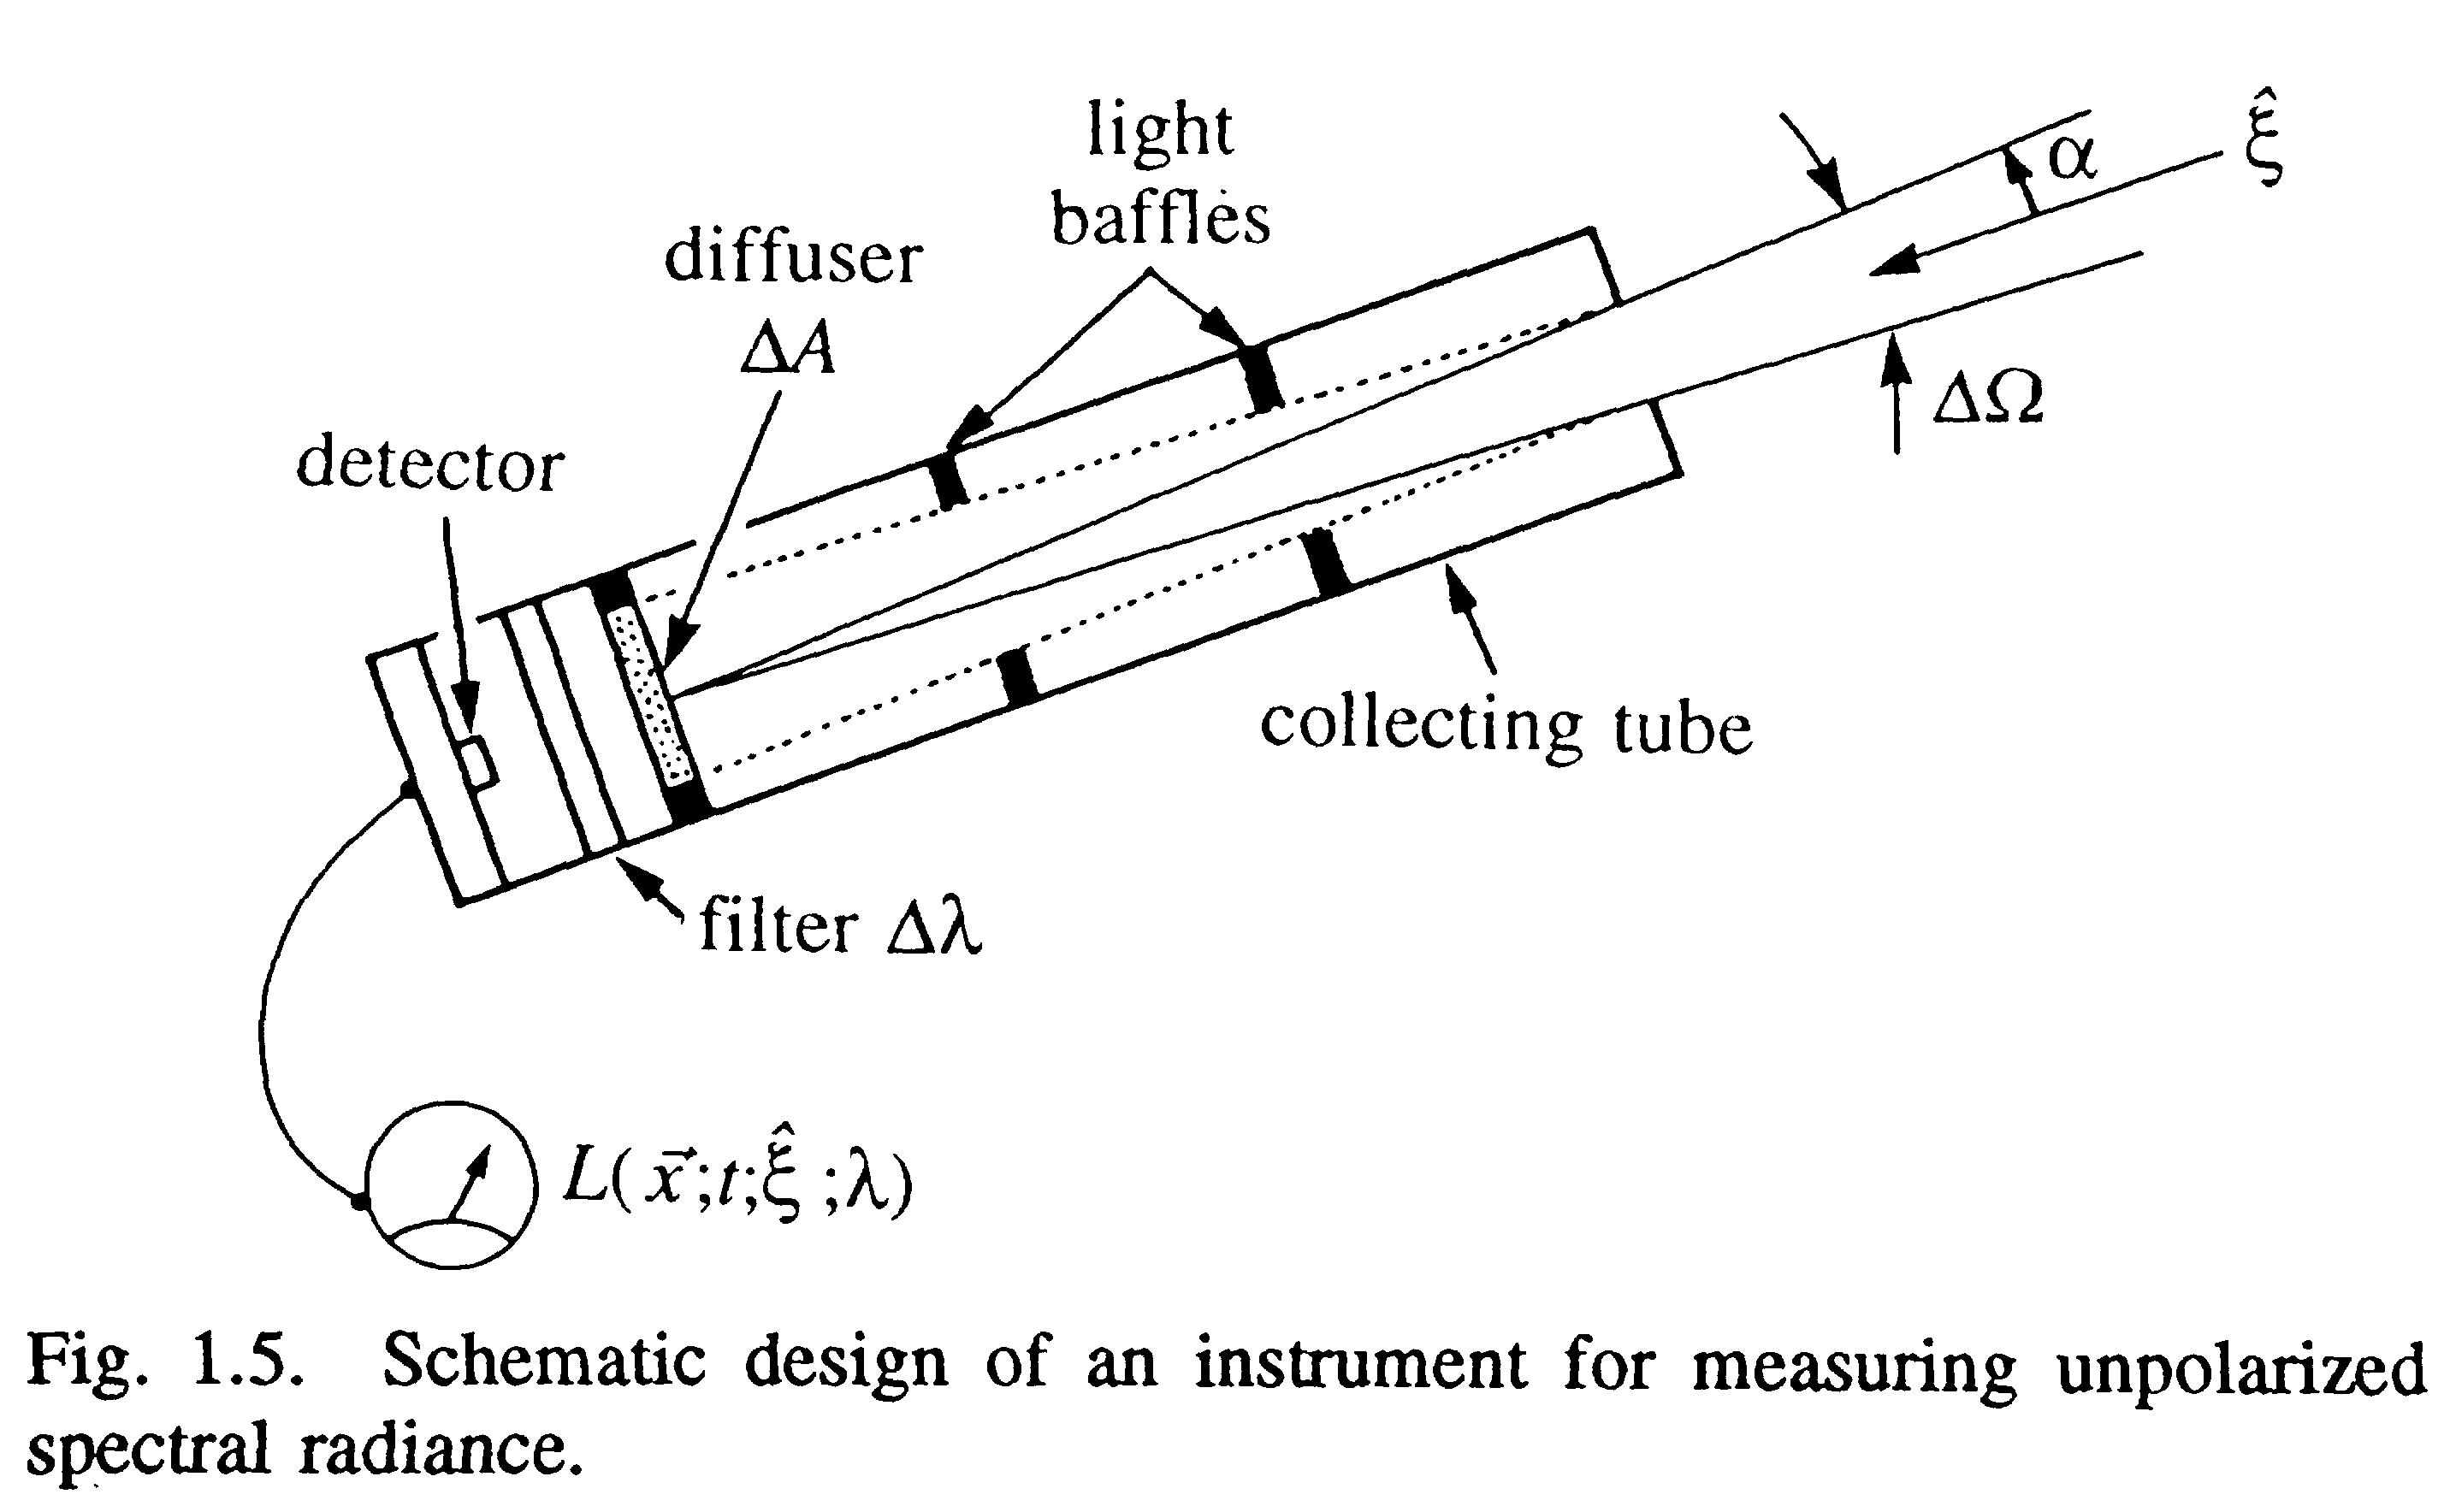 light
baffles
ξ̂
α
diffuser
ΔA
ΔΩ
detector
collecting tube
filter Δλ
L( x⃗;t;ξ̂ ;λ)
Fig. 1.5. Schematic design of an instrument for measuring unpolarized
spectral radiance.